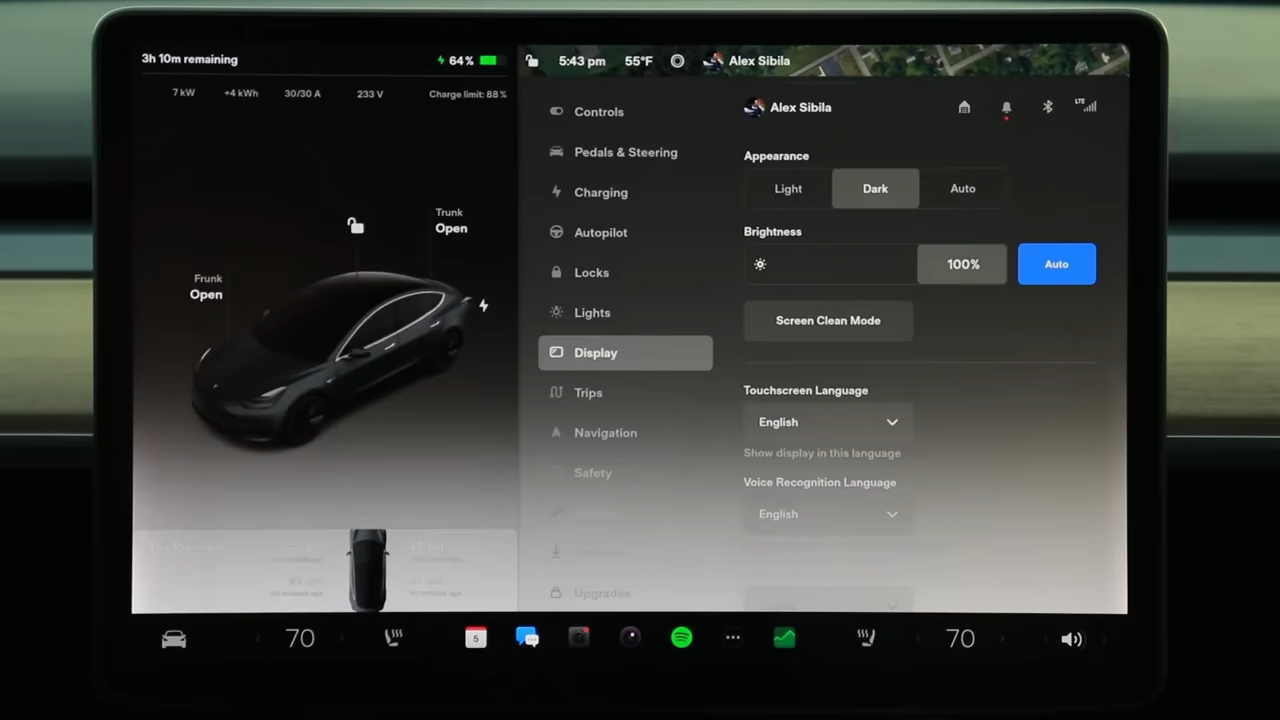 3h 10m remaining
64%
7 kW
+4 kWh
30/30 A
233 V
Charge limit: 88%
Trunk
Open
Frunk
Open
5:43 pm
55°F
Alex Sibila
Controls
Pedals & Steering
Charging
Autopilot
Locks
Lights
Display
Trips
Navigation
Safety
Upgrades
Alex Sibila
LTE
Appearance
Light
Dark
Auto
Brightness
100%
Auto
Screen Clean Mode
Touchscreen Language
English
Show display in this language
Voice Recognition Language
English
70
5
70